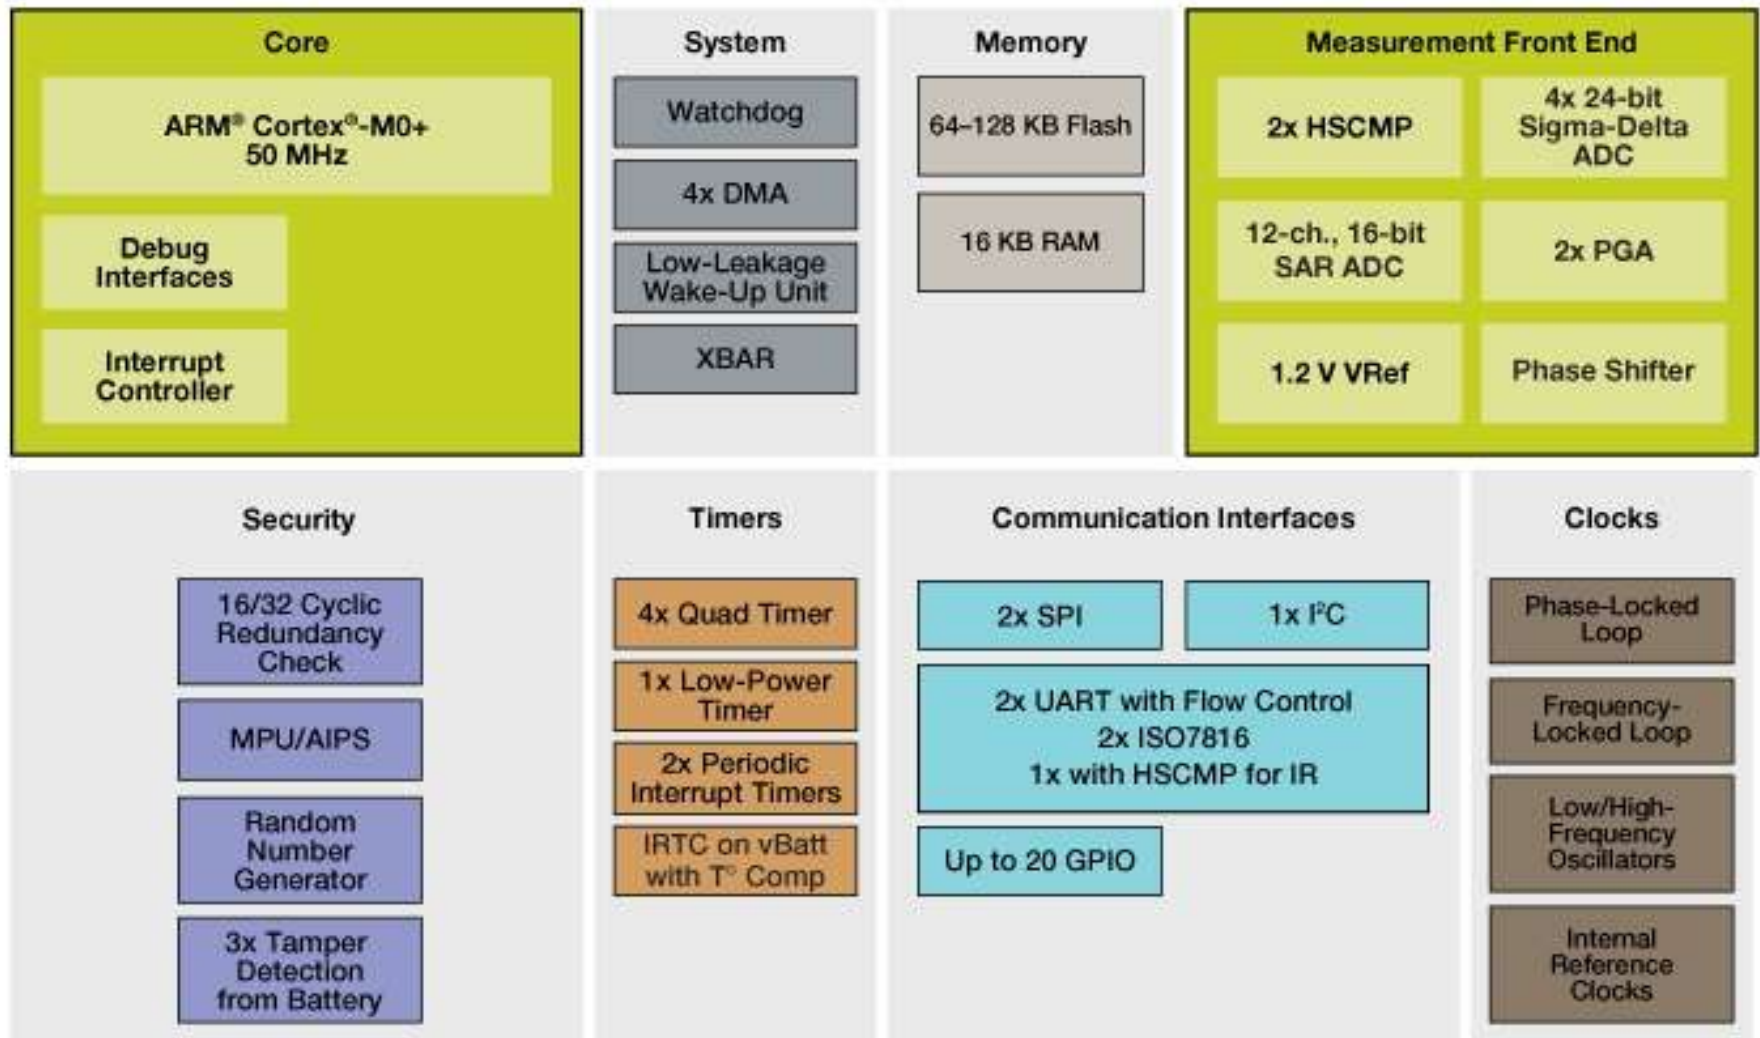 Core
ARM® Cortex®-M0+
50 MHz
Debug
Interfaces
Interrupt
Controller
System
Watchdog
4x DMA
Low-Leakage
Wake-Up Unit
XBAR
Memory
64–128 KB Flash
16 KB RAM
Measurement Front End
2x HSCMP
4x 24-bit
Sigma-Delta
ADC
12-ch., 16-bit
SAR ADC
2x PGA
1.2 V VRef
Phase Shifter
Security
16/32 Cyclic
Redundancy
Check
MPU/AIPS
Random
Number
Generator
3x Tamper
Detection
from Battery
Timers
4x Quad Timer
1x Low-Power
Timer
2x Periodic
Interrupt Timers
IRTC on vBatt
with T° Comp
Communication Interfaces
2x SPI
1x I²C
2x UART with Flow Control
2x ISO7816
1x with HSCMP for IR
Up to 20 GPIO
Clocks
Phase-Locked
Loop
Frequency-
Locked Loop
Low/High-
Frequency
Oscillators
Internal
Reference
Clocks